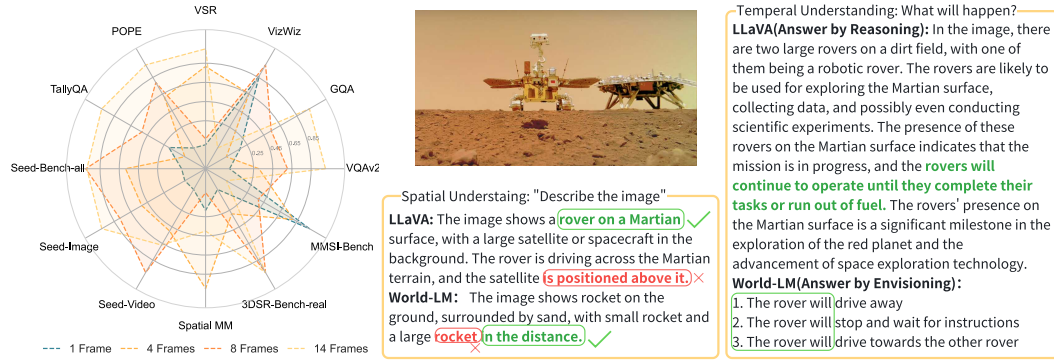 VSR
POPE
VizWiz
TallyQA
GQA
0.25
0.45
0.65
0.85
Seed-Bench-all
VQAv2
Seed-Image
MMSI-Bench
Seed-Video
3DSR-Bench-real
Spatial MM
1 Frame
4 Frames
8 Frames
14 Frames
Spatial Understaing: "Describe the image"
LLaVA: The image shows a rover on a Martian
surface, with a large satellite or spacecraft in the
background. The rover is driving across the Martian
terrain, and the satellite is positioned above it.
World-LM: The image shows rocket on the
ground, surrounded by sand, with small rocket and
a large rocket in the distance.
Temperal Understanding: What will happen?
LLaVA(Answer by Reasoning): In the image, there
are two large rovers on a dirt field, with one of
them being a robotic rover. The rovers are likely to
be used for exploring the Martian surface,
collecting data, and possibly even conducting
scientific experiments. The presence of these
rovers on the Martian surface indicates that the
mission is in progress, and the rovers will
continue to operate until they complete their
tasks or run out of fuel. The rovers' presence on
the Martian surface is a significant milestone in the
exploration of the red planet and the
advancement of space exploration technology.
World-LM(Answer by Envisioning):
1. The rover will drive away
2. The rover will stop and wait for instructions
3. The rover will drive towards the other rover